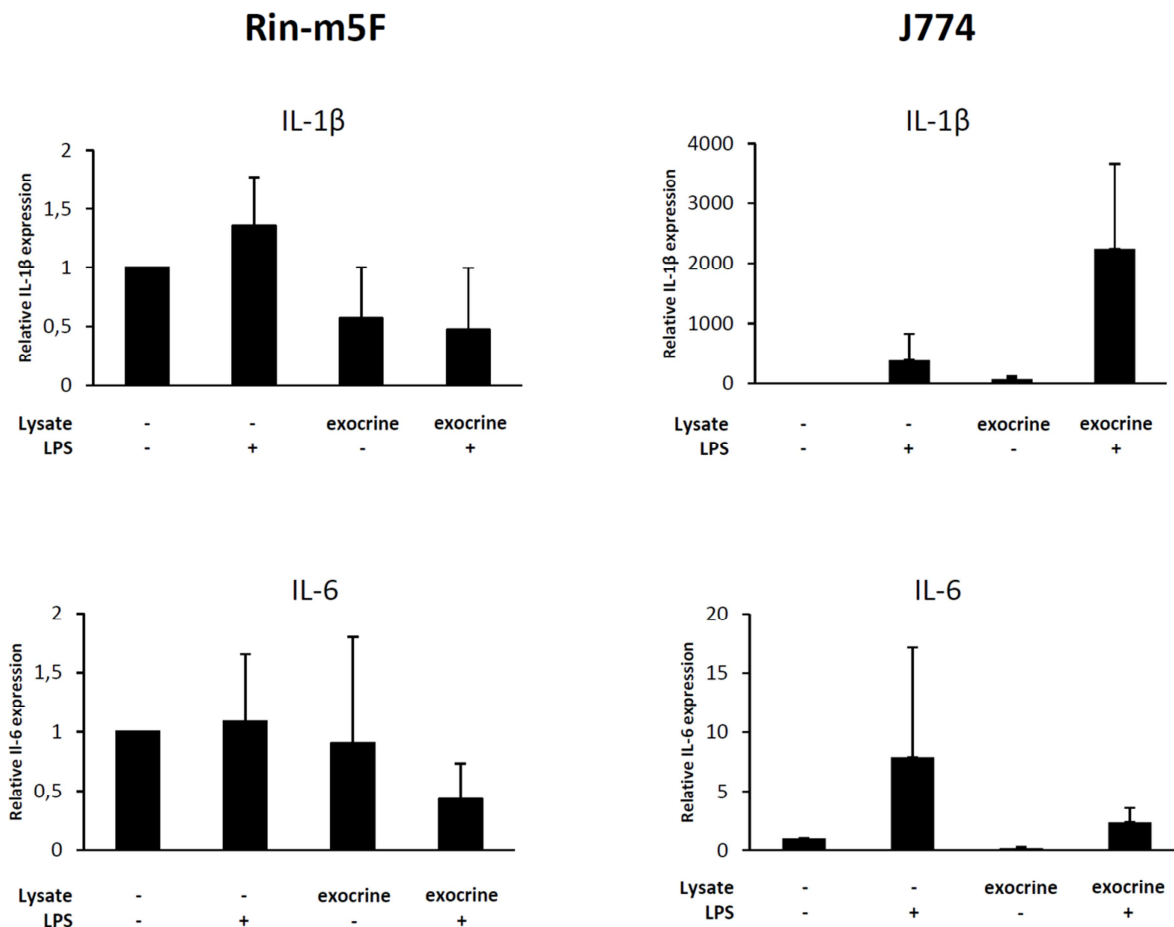 Rin-m5F
J774
IL-1β
Relative IL-1β expression
2
1,5
1
0,5
0
Lysate - - exocrine exocrine
LPS - + - +
IL-1β
Relative IL-1β expression
4000
3000
2000
1000
0
Lysate - - exocrine exocrine
LPS - + - +
IL-6
Relative Il-6 expression
2
1,5
1
0,5
0
Lysate - - exocrine exocrine
LPS - + - +
IL-6
Relative IL-6 expression
20
15
10
5
0
Lysate - - exocrine exocrine
LPS - + - +